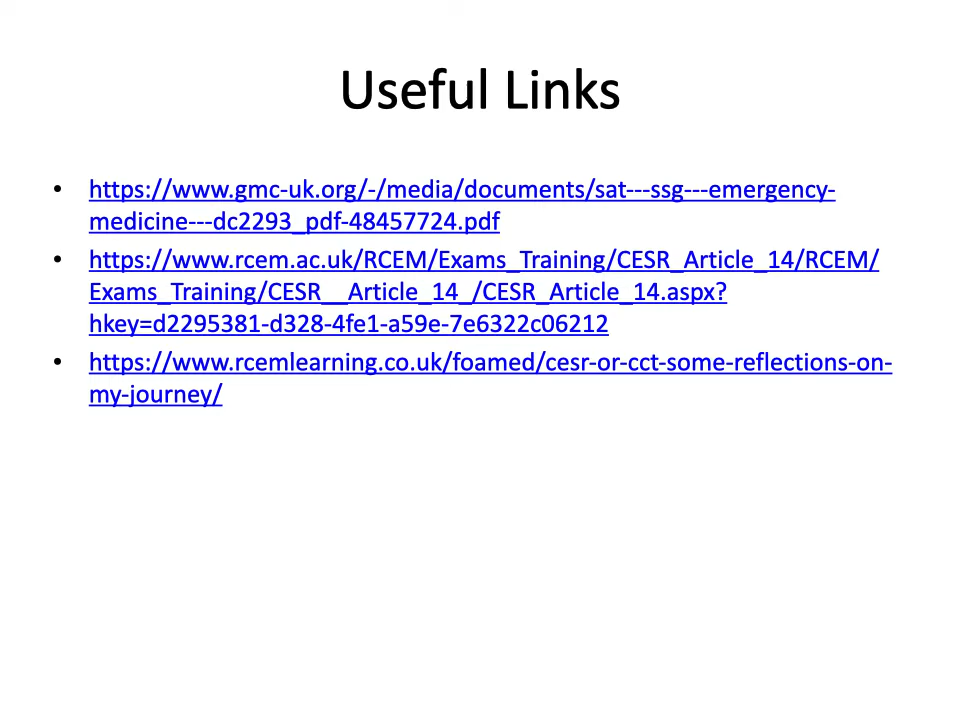 Useful Links
• https://www.gmc-uk.org/-/media/documents/sat---ssg---emergency-
medicine---dc2293_pdf-48457724.pdf
• https://www.rcem.ac.uk/RCEM/Exams_Training/CESR_Article_14/RCEM/
Exams_Training/CESR__Article_14_/CESR_Article_14.aspx?
hkey=d2295381-d328-4fe1-a59e-7e6322c06212
• https://www.rcemlearning.co.uk/foamed/cesr-or-cct-some-reflections-on-
my-journey/